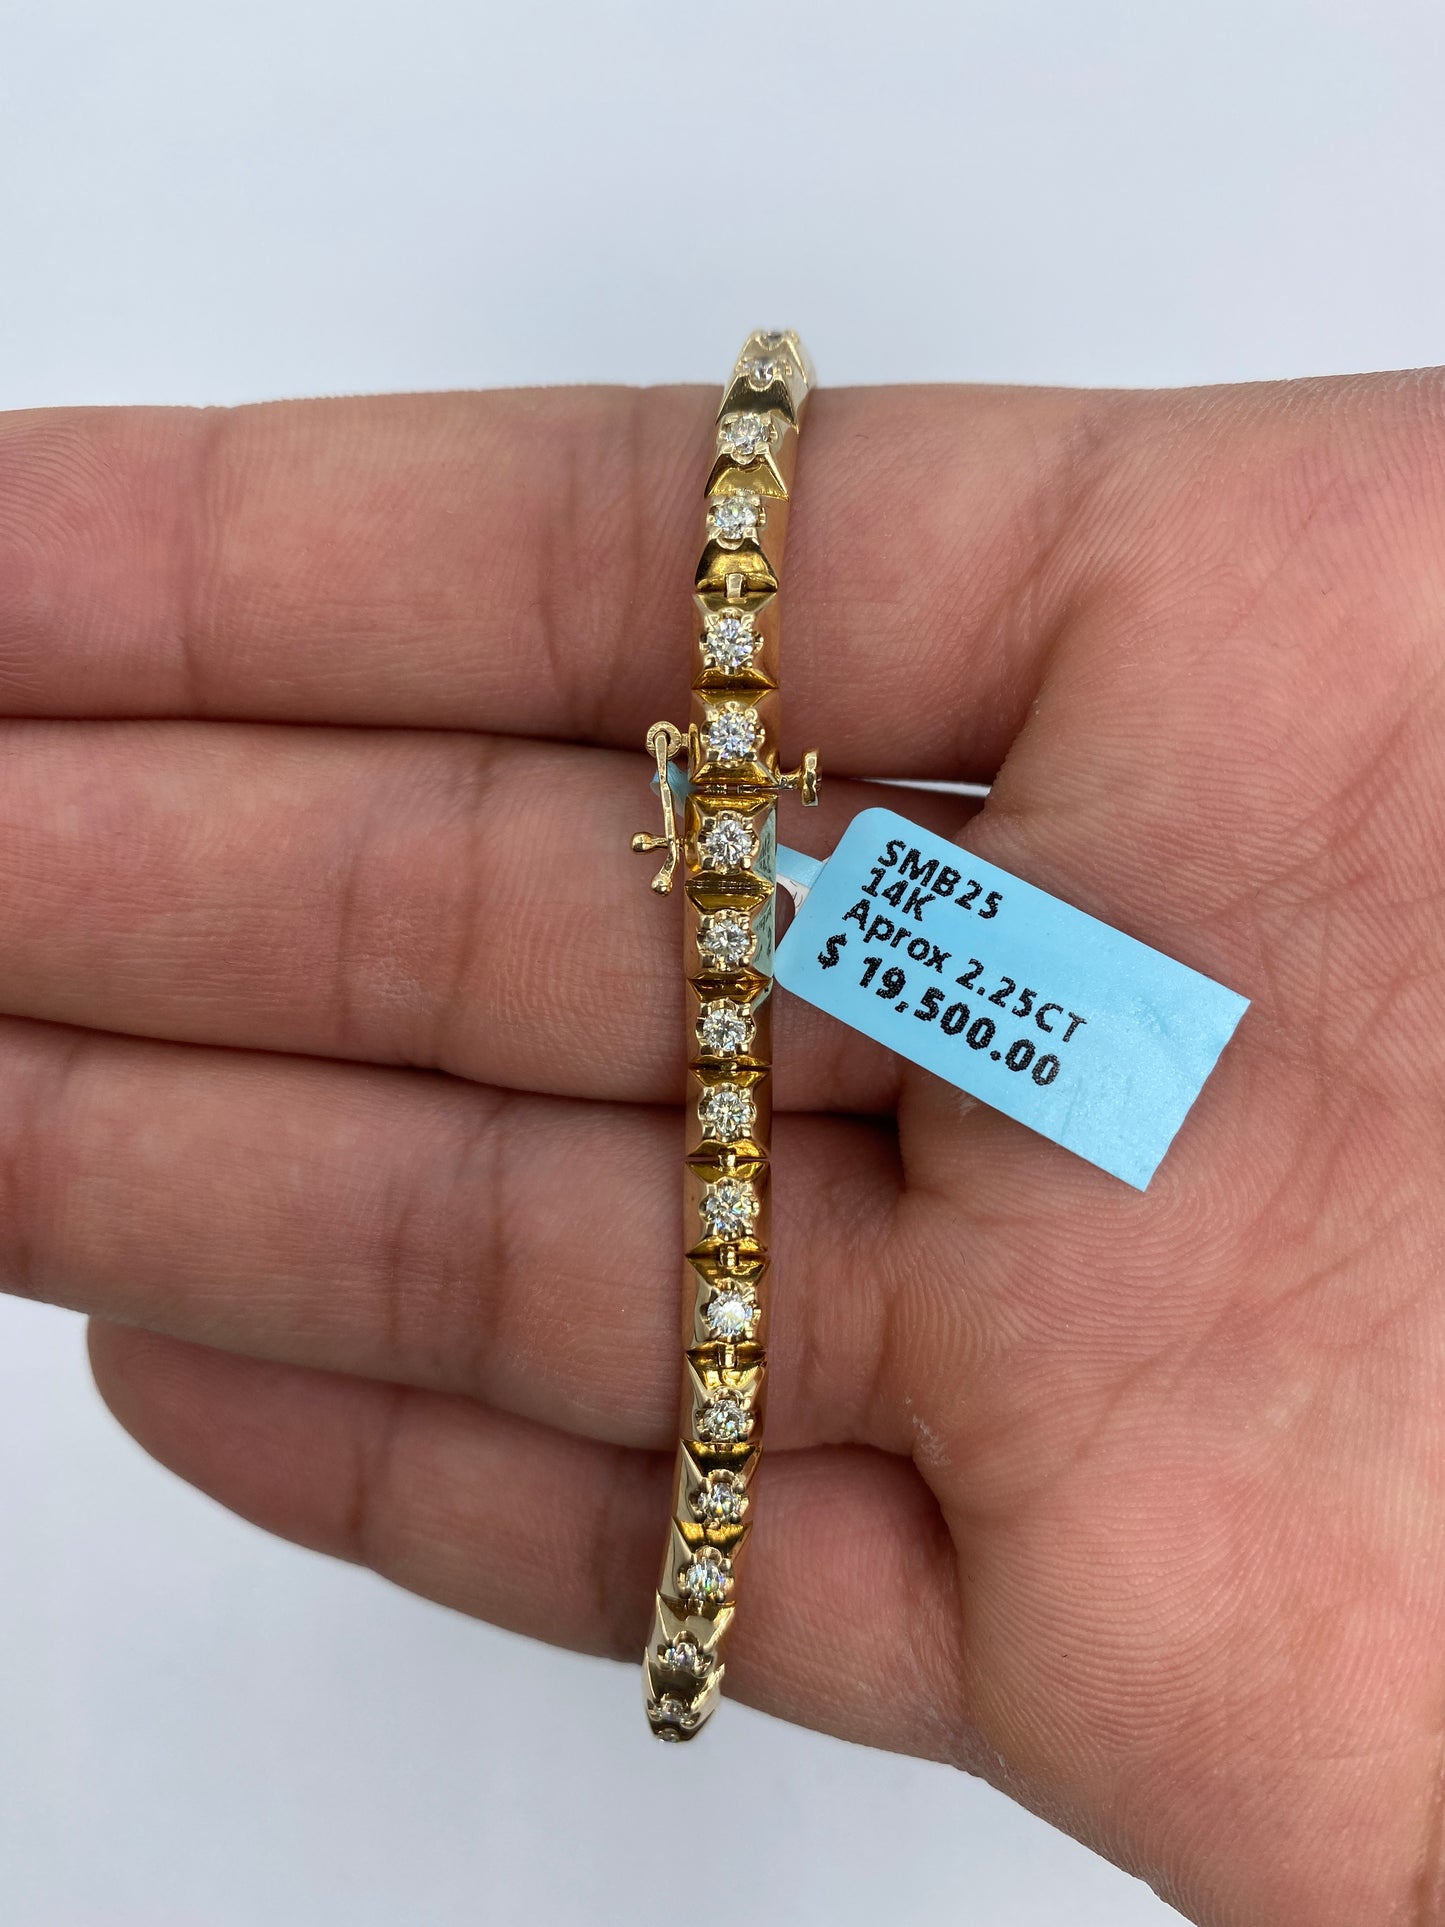 SMB25
14K
Aprox 2.25CT
$ 19,500.00